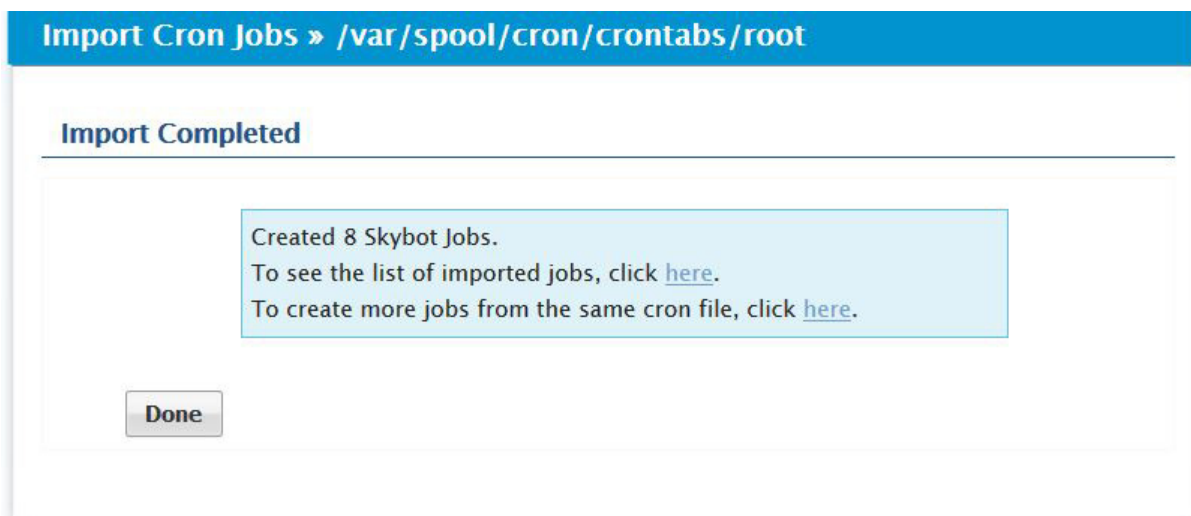 Import Cron Jobs » /var/spool/cron/crontabs/root
Import Completed
Created 8 Skybot Jobs.
To see the list of imported jobs, click here.
To create more jobs from the same cron file, click here.
Done